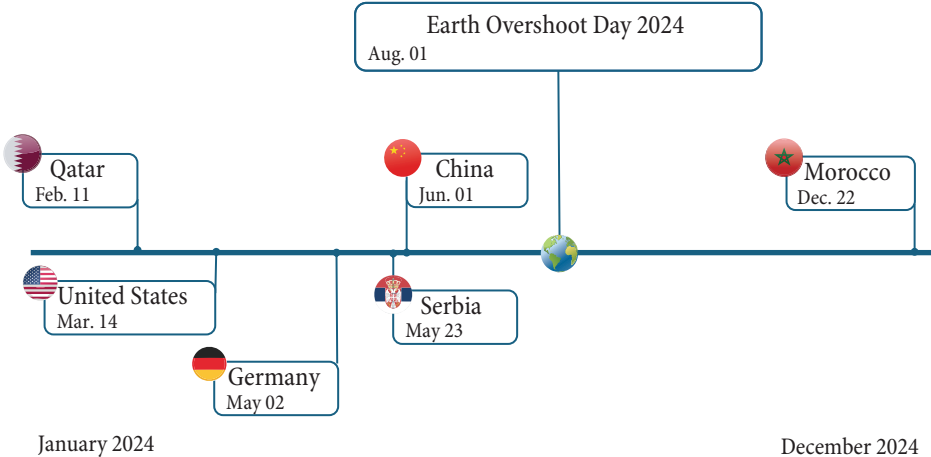 Earth Overshoot Day 2024
Aug. 01
Qatar
Feb. 11
China
Jun. 01
Morocco
Dec. 22
United States
Mar. 14
Serbia
May 23
Germany
May 02
January 2024
December 2024